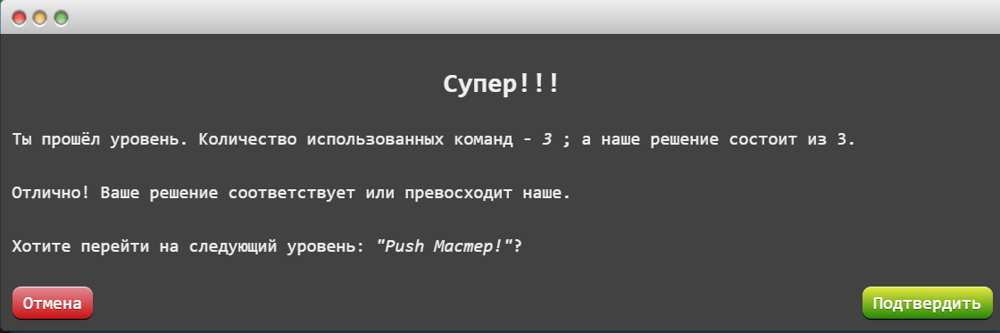 Супер!!!
Ты прошёл уровень. Количество использованных команд - 3 ; а наше решение состоит из 3.
Отлично! Ваше решение соответствует или превосходит наше.
Хотите перейти на следующий уровень: "Push Мастер!"?
Отмена
Подтвердить